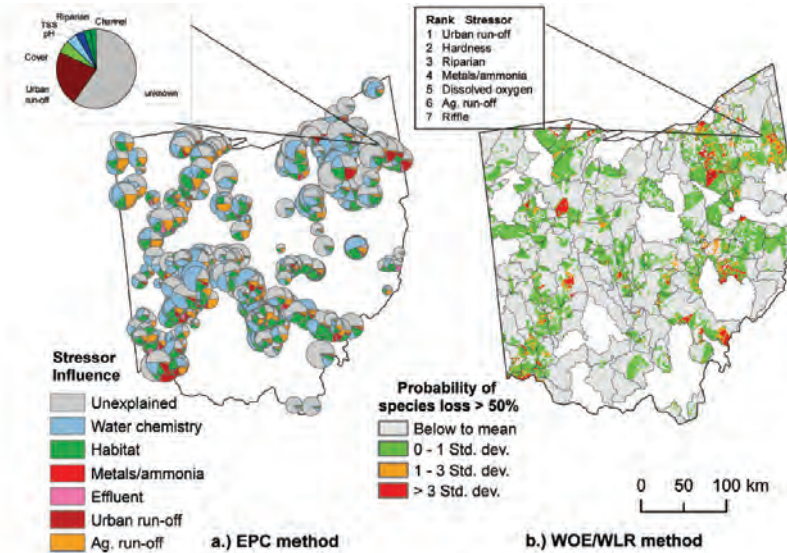 Riparian
Channel
TSS
pH
Cover
Urban
run-off
unknown
Rank Stressor
1 Urban run-off
2 Hardness
3 Riparian
4 Metals/ammonia
5 Dissolved oxygen
6 Ag. run-off
7 Riffle
Stressor
Influence
Unexplained
Water chemistry
Habitat
Metals/ammonia
Effluent
Urban run-off
Ag. run-off
a.) EPC method
Probability of
species loss > 50%
Below to mean
0 - 1 Std. dev.
1 - 3 Std. dev.
> 3 Std. dev.
0 50 100 km
b.) WOE/WLR method